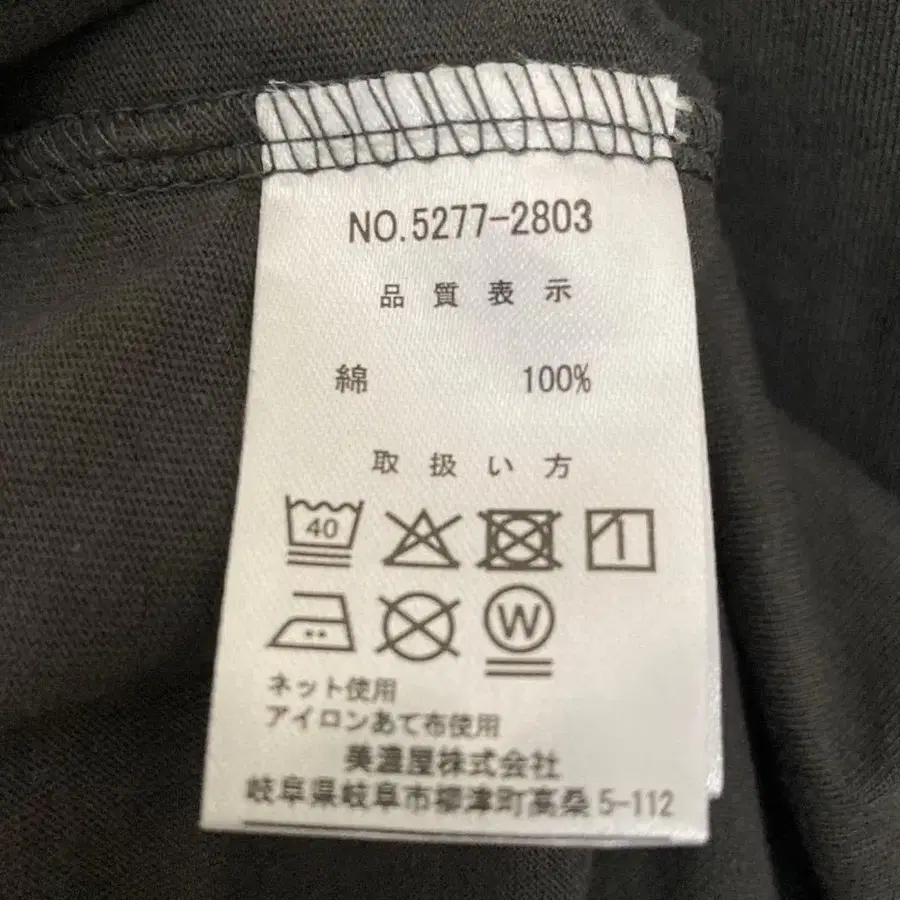 NO.5277-2803
品質表示
綿 100%
取扱い方
40
W
ネット使用
アイロンあて布使用
美濃屋株式会社
岐阜県岐阜市柳津町高桑5-112